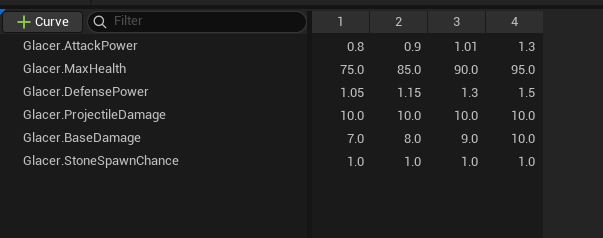 + Curve Filter 1 2 3 4
Glacer.AttackPower 0.8 0.9 1.01 1.3
Glacer.MaxHealth 75.0 85.0 90.0 95.0
Glacer.DefensePower 1.05 1.15 1.3 1.5
Glacer.ProjectileDamage 10.0 10.0 10.0 10.0
Glacer.BaseDamage 7.0 8.0 9.0 10.0
Glacer.StoneSpawnChance 1.0 1.0 1.0 1.0